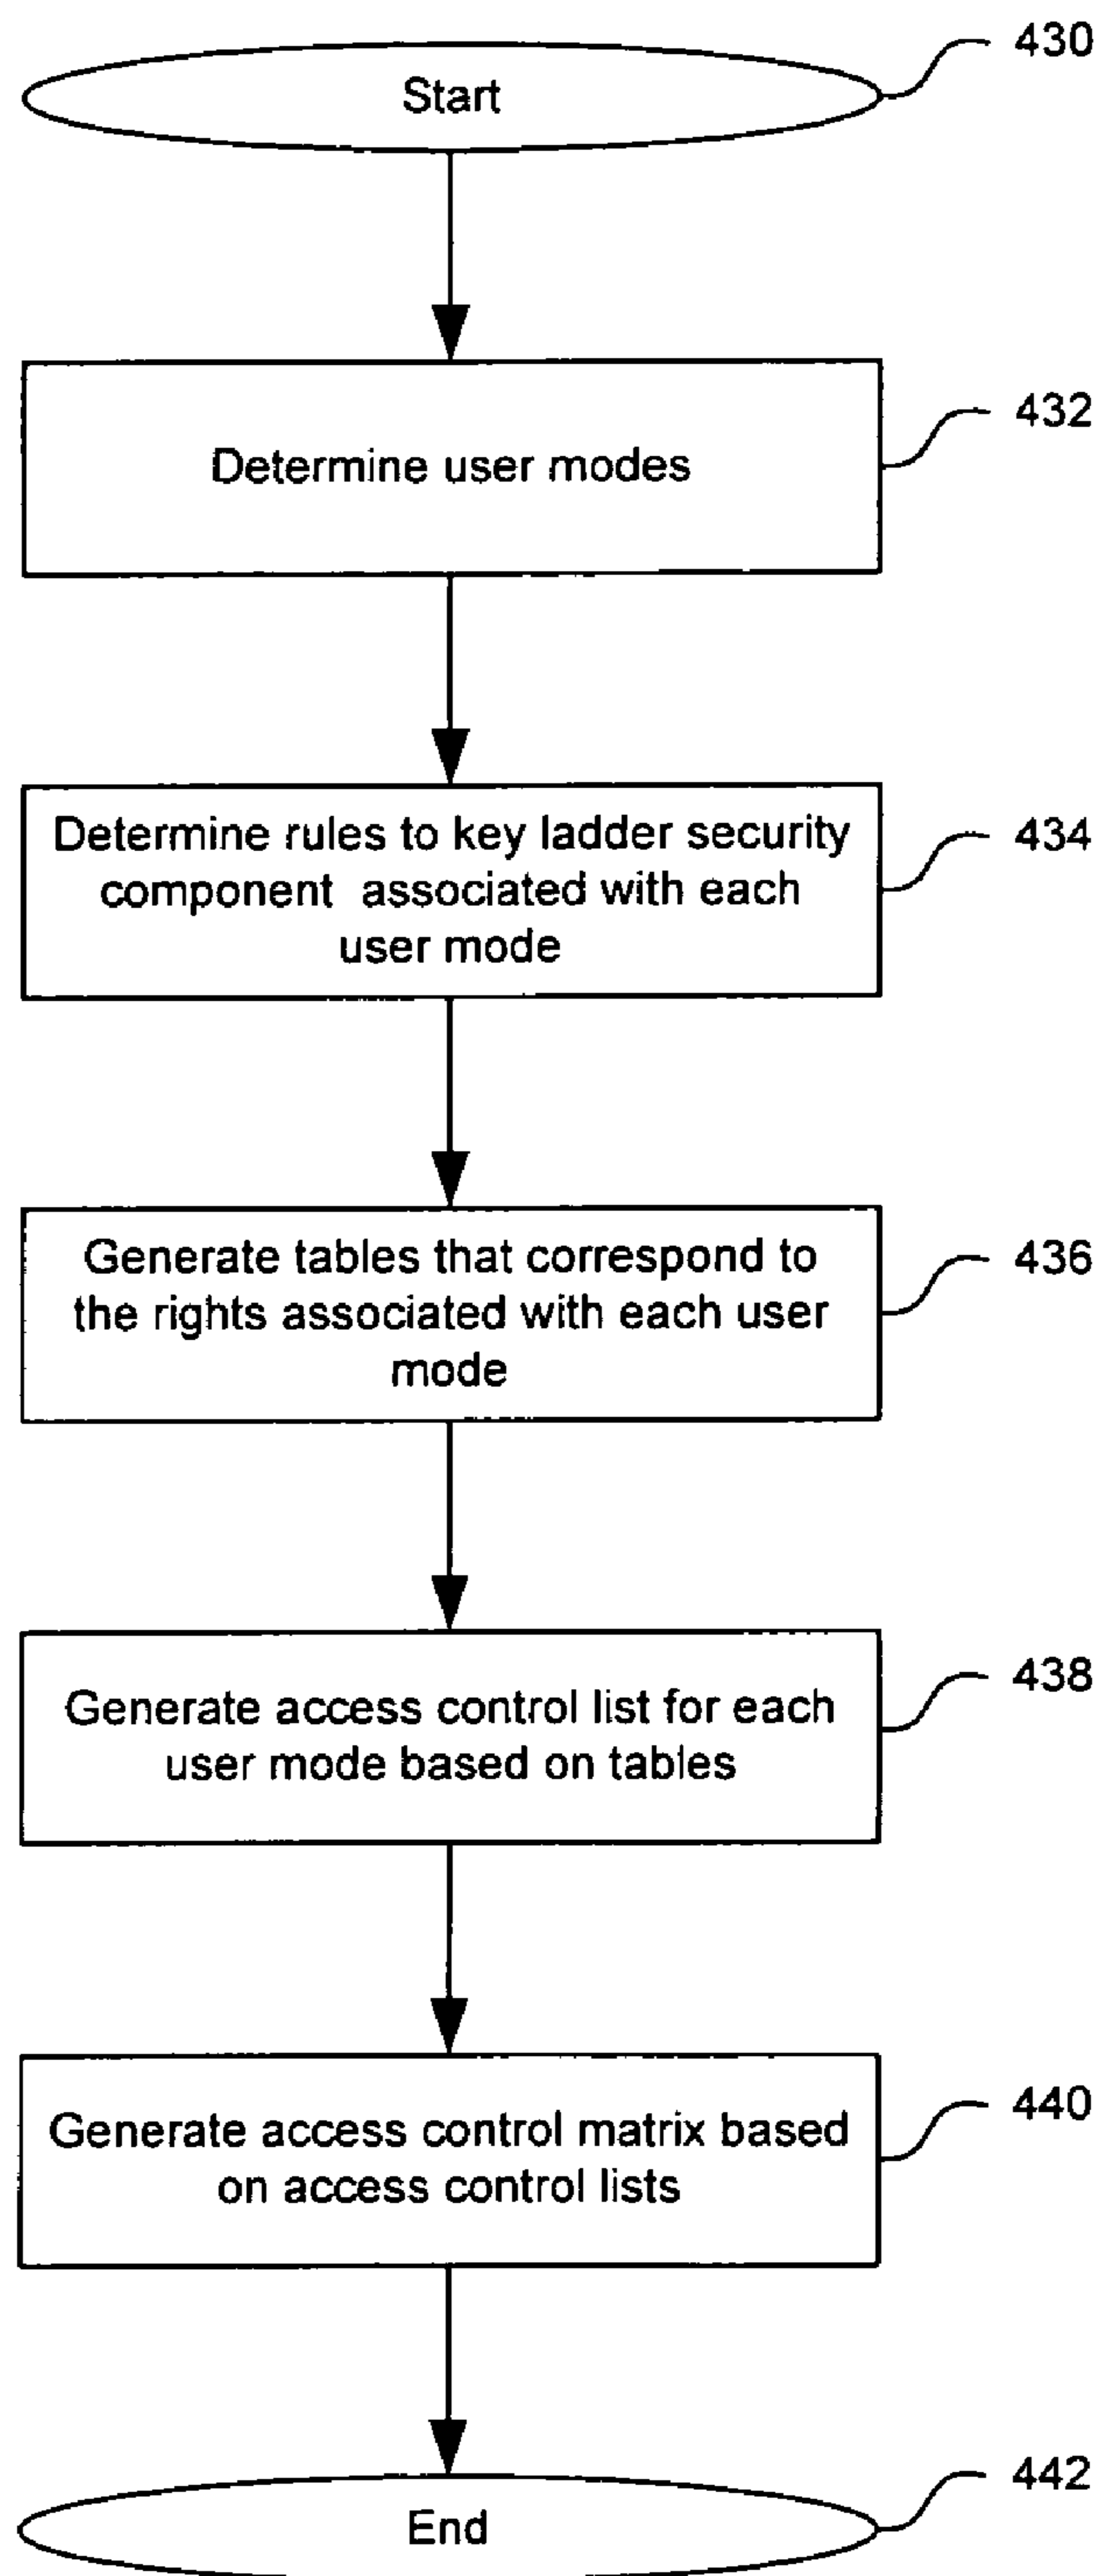 430
Start
432
Determine user modes
434
Determine rules to key ladder security
component associated with each
user mode
436
Generate tables that correspond to
the rights associated with each user
mode
438
Generate access control list for each
user mode based on tables
440
Generate access control matrix based
on access control lists
442
End